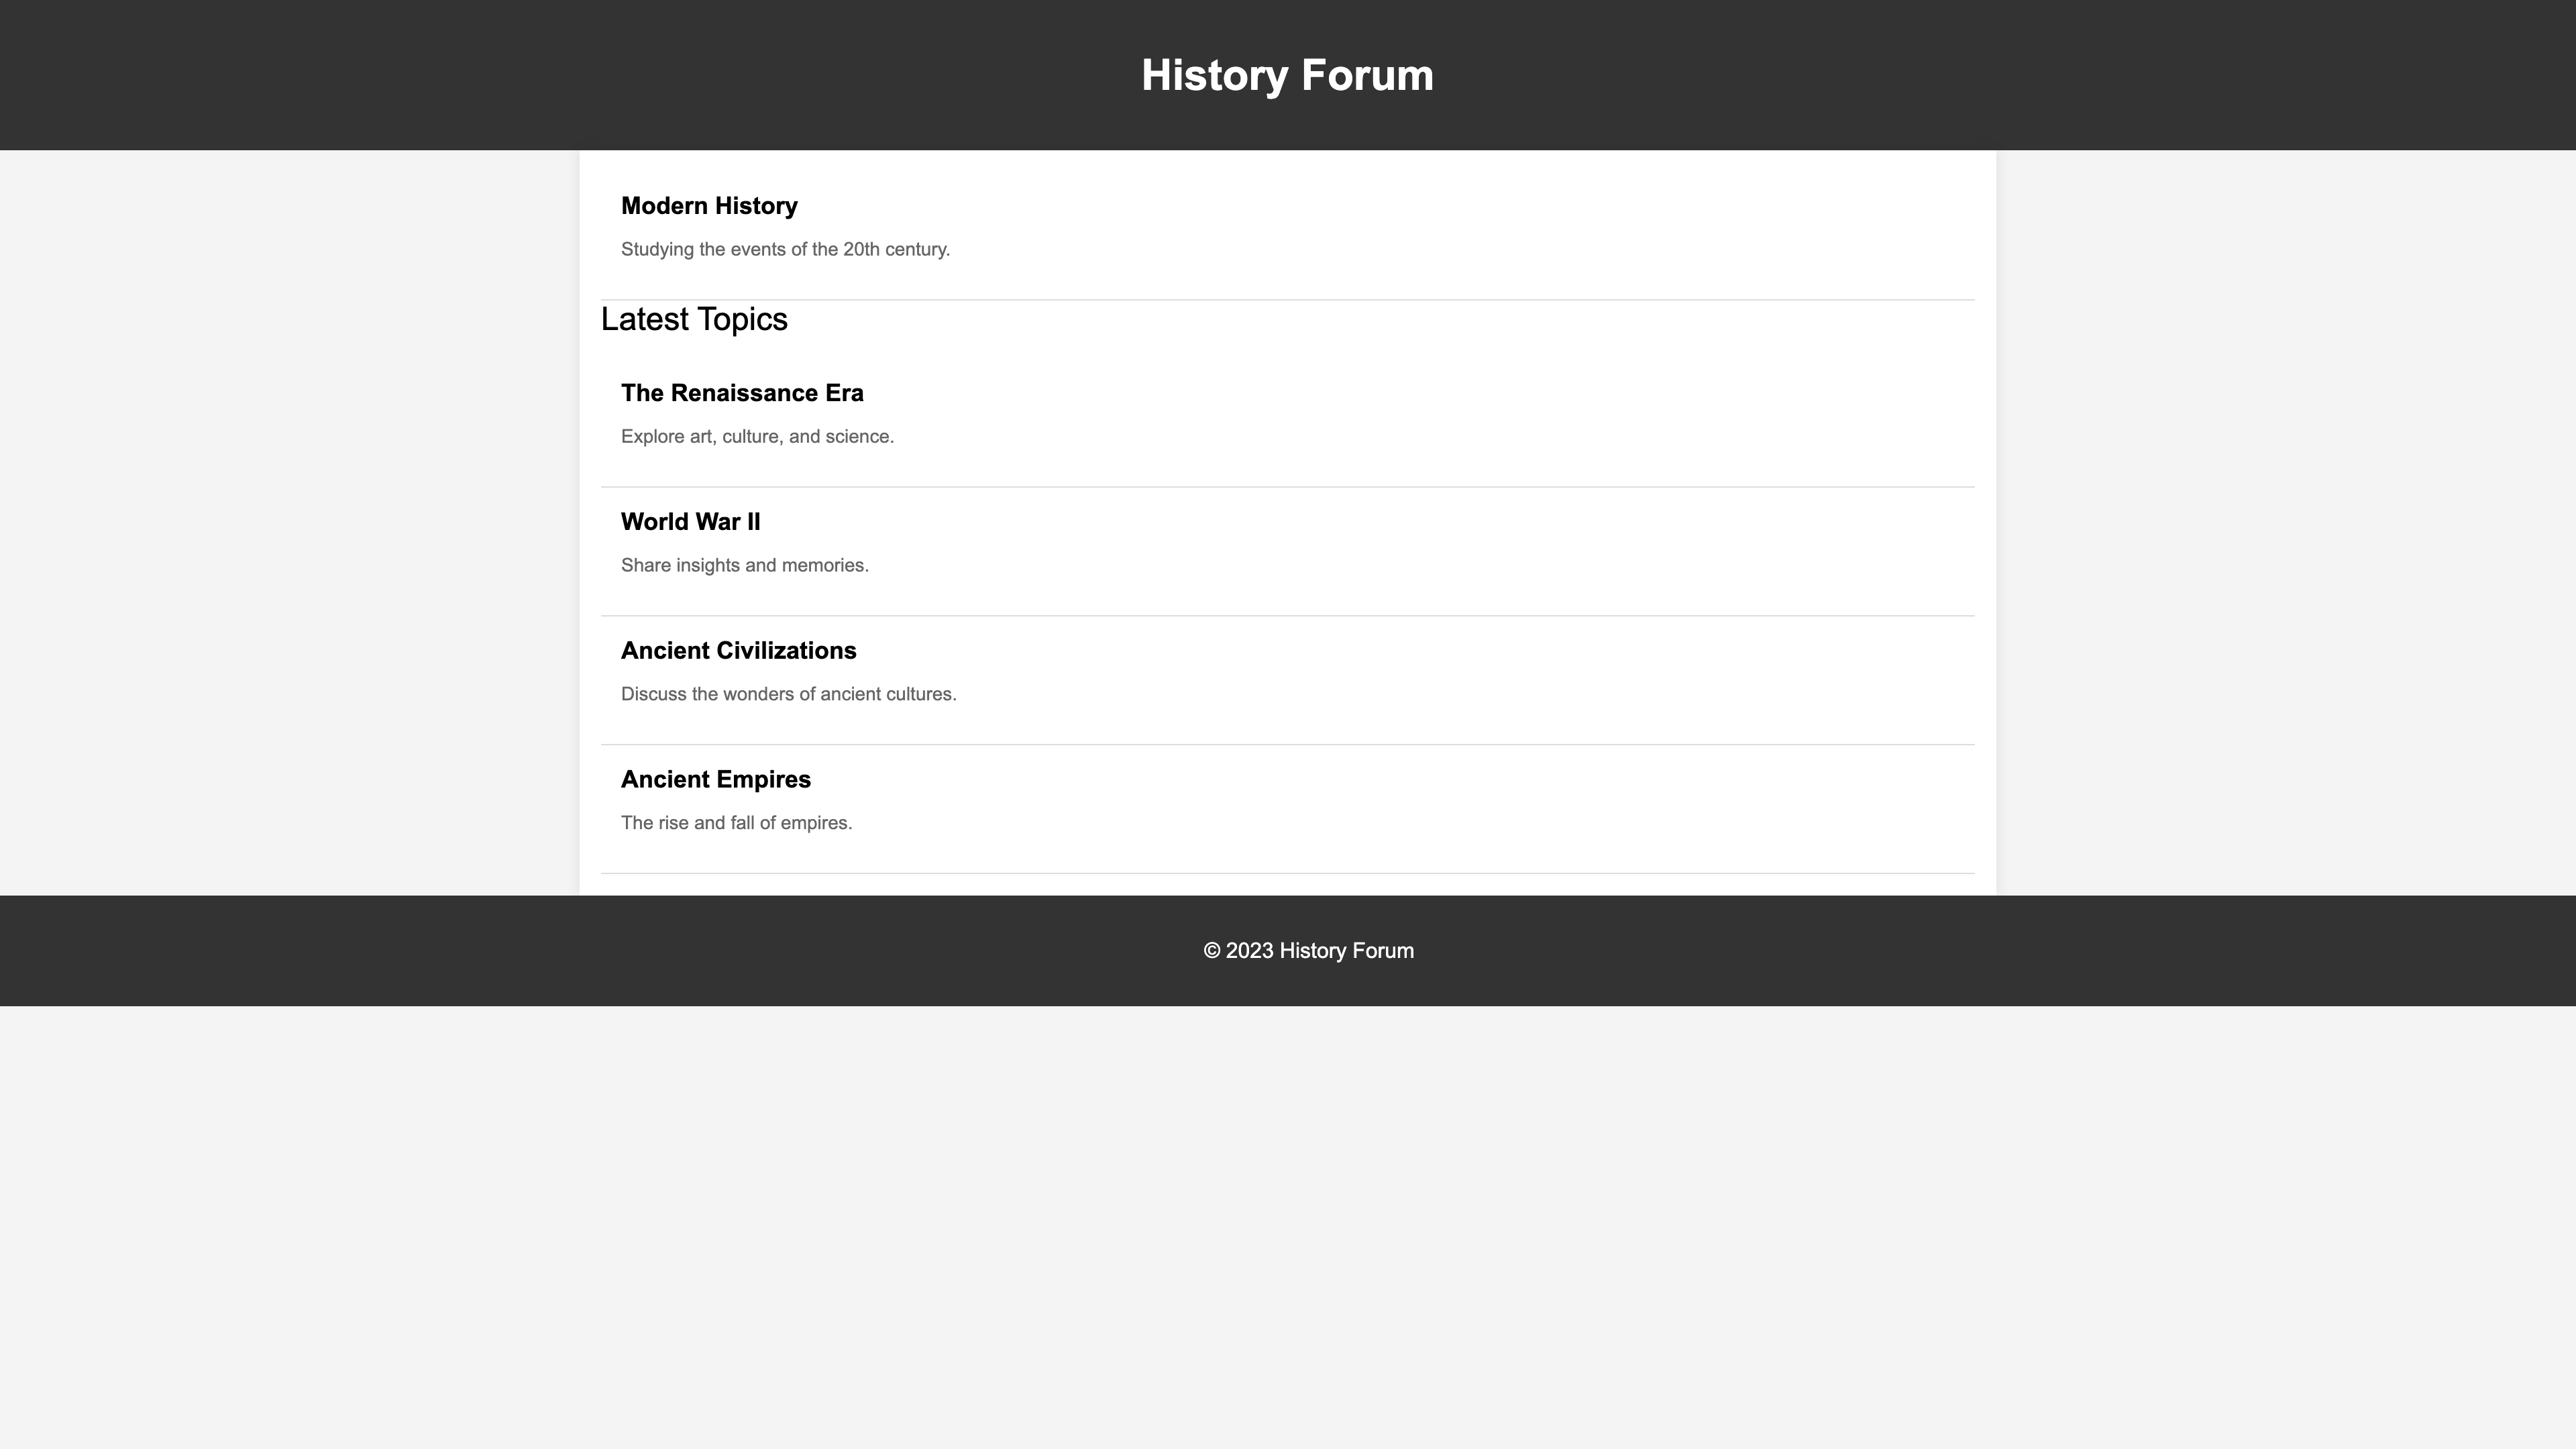 History Forum
Modern History
Studying the events of the 20th century.
Latest Topics
The Renaissance Era
Explore art, culture, and science.
World War II
Share insights and memories.
Ancient Civilizations
Discuss the wonders of ancient cultures.
Ancient Empires
The rise and fall of empires.
© 2023 History Forum